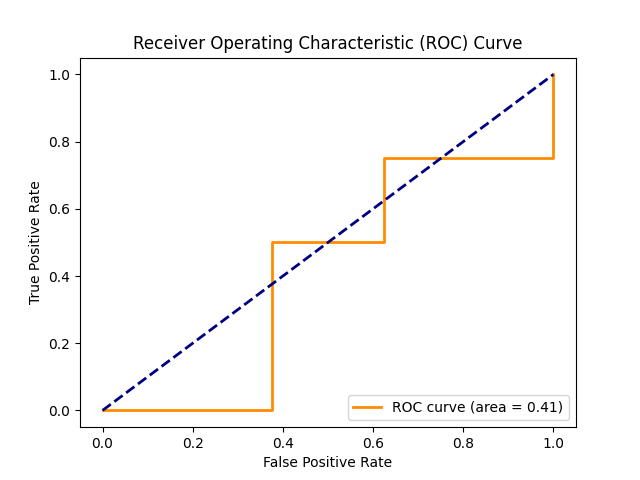 Receiver Operating Characteristic (ROC) Curve
1.0
0.8
0.6
0.4
0.2
0.0
True Positive Rate
ROC curve (area = 0.41)
0.0 0.2 0.4 0.6 0.8 1.0
False Positive Rate